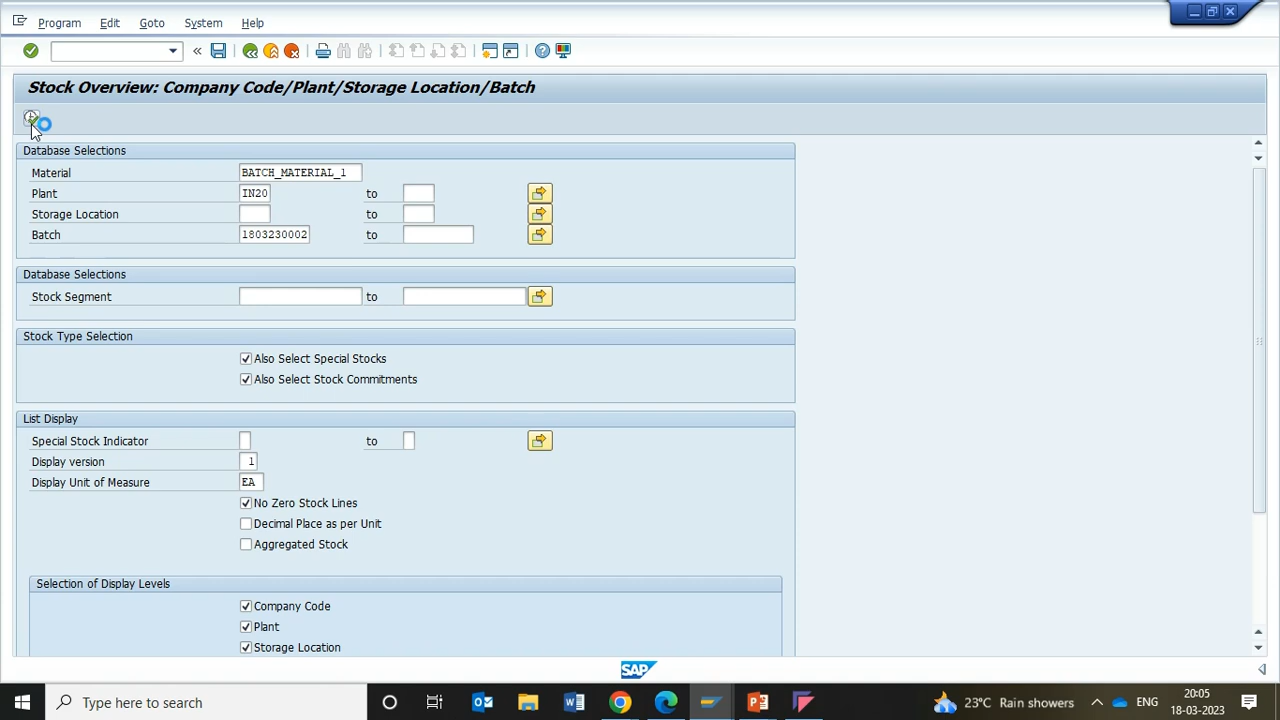 Program Edit Goto System Help
Stock Overview: Company Code/Plant/Storage Location/Batch
Database Selections
Material BATCH_MATERIAL_1
Plant IN20 to
Storage Location to
Batch 1803230002 to
Database Selections
Stock Segment to
Stock Type Selection
Also Select Special Stocks
Also Select Stock Commitments
List Display
Special Stock Indicator to
Display version 1
Display Unit of Measure EA
No Zero Stock Lines
Decimal Place as per Unit
Aggregated Stock
Selection of Display Levels
Company Code
Plant
Storage Location
SAP
Type here to search 23°C Rain showers ENG 20:05
18-03-2023